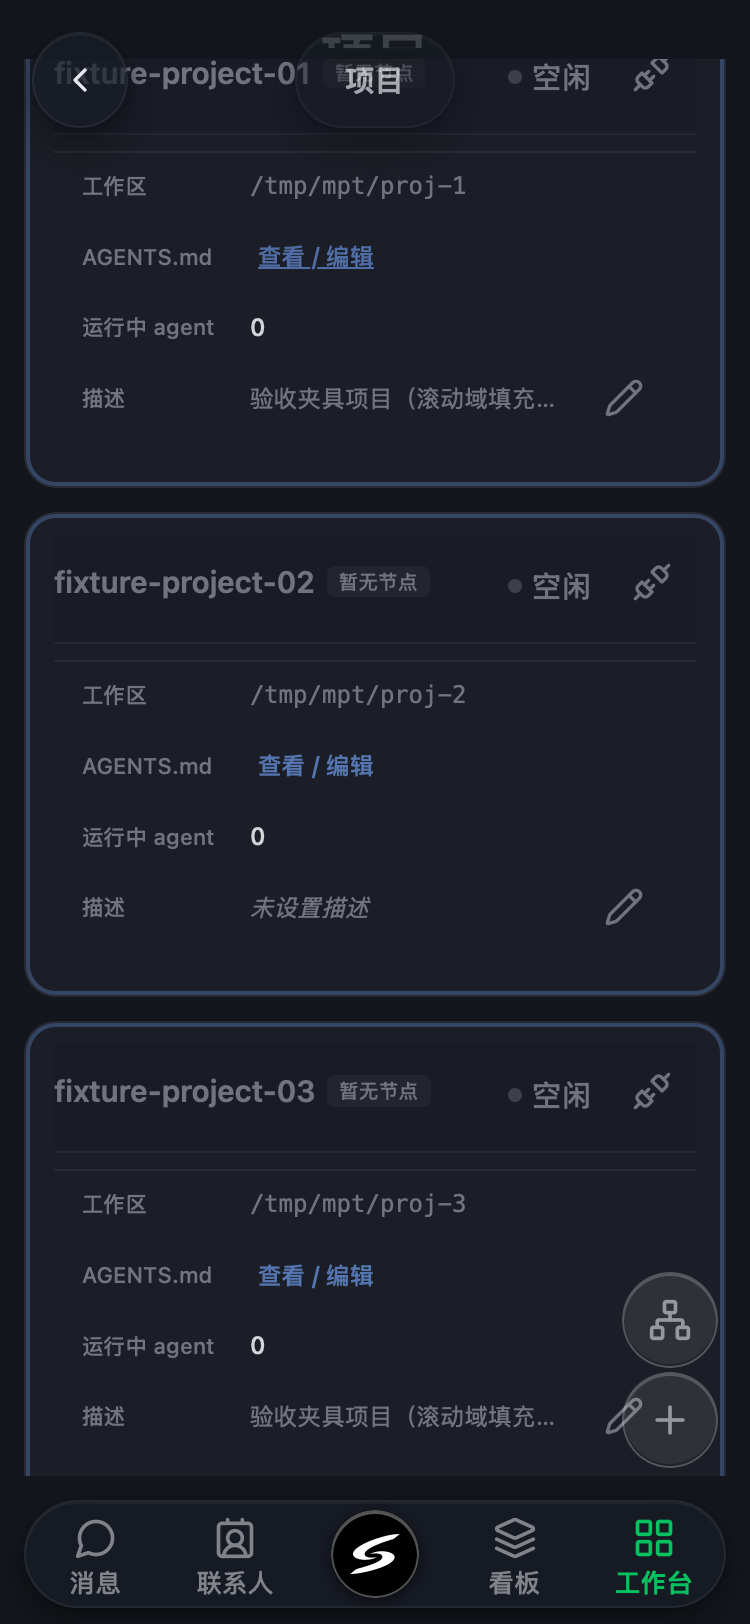 项目
fixture-project-01 暂无节点 空闲
项目
工作区 /tmp/mpt/proj-1
AGENTS.md 查看 / 编辑
运行中 agent 0
描述 验收夹具项目（滚动域填充...
fixture-project-02 暂无节点 空闲
工作区 /tmp/mpt/proj-2
AGENTS.md 查看 / 编辑
运行中 agent 0
描述 未设置描述
fixture-project-03 暂无节点 空闲
工作区 /tmp/mpt/proj-3
AGENTS.md 查看 / 编辑
运行中 agent 0
描述 验收夹具项目（滚动域填充...
消息 联系人 看板 工作台